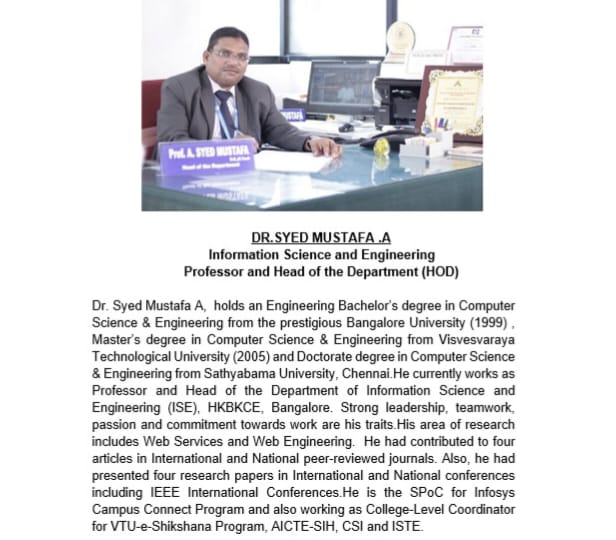 MUSTAFA
Prof. A. SYED MUSTAFA
Head of the Department
DR.SYED MUSTAFA .A
Information Science and Engineering
Professor and Head of the Department (HOD)
Dr. Syed Mustafa A, holds an Engineering Bachelor's degree in Computer
Science & Engineering from the prestigious Bangalore University (1999) ,
Master's degree in Computer Science & Engineering from Visvesvaraya
Technological University (2005) and Doctorate degree in Computer Science
& Engineering from Sathyabama University, Chennai.He currently works as
Professor and Head of the Department of Information Science and
Engineering (ISE), HKBKCE, Bangalore. Strong leadership, teamwork,
passion and commitment towards work are his traits.His area of research
includes Web Services and Web Engineering. He had contributed to four
articles in International and National peer-reviewed journals. Also, he had
presented four research papers in International and National conferences
including IEEE International Conferences.He is the SPoC for Infosys
Campus Connect Program and also working as College-Level Coordinator
for VTU-e-Shikshana Program, AICTE-SIH, CSI and ISTE.